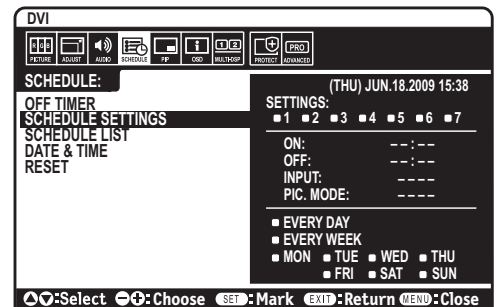 DVI
RGB
PICTURE ADJUST AUDIO SCHEDULE PIP OSD MULTI-DSP PROTECT ADVANCED
i 1 2 PRO
SCHEDULE:
OFF TIMER
SCHEDULE SETTINGS
SCHEDULE LIST
DATE & TIME
RESET
(THU) JUN.18.2009 15:38
SETTINGS:
1 2 3 4 5 6 7
ON: --:--
OFF: --:--
INPUT: ----
PIC. MODE: ----
EVERY DAY
EVERY WEEK
MON TUE WED THU
FRI SAT SUN
:Select :Choose SET:Mark EXIT:Return MENU:Close